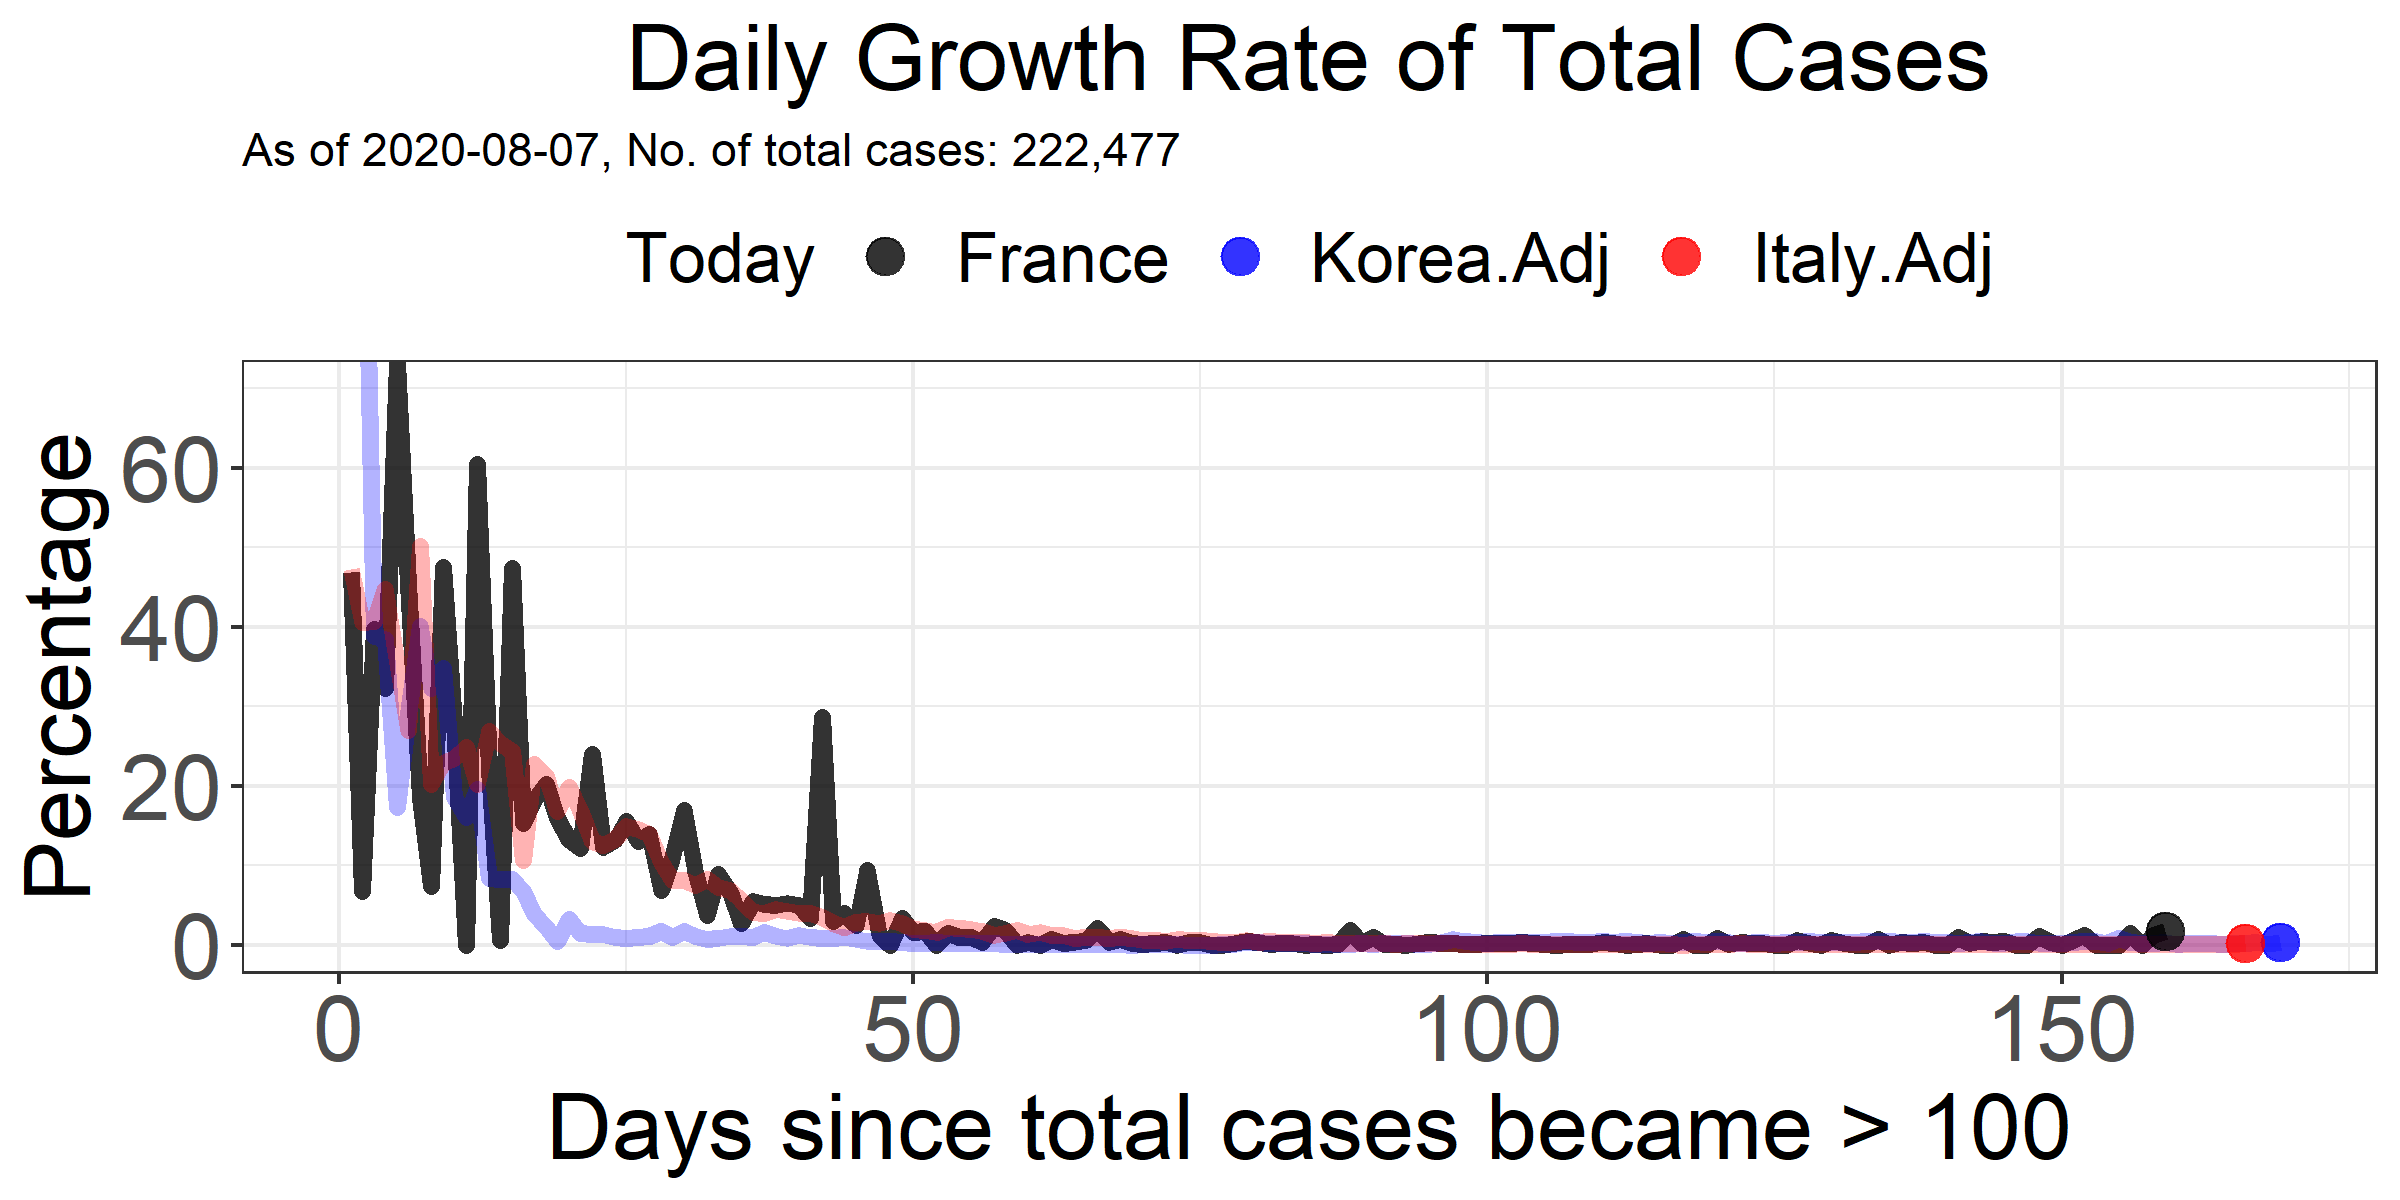 Daily Growth Rate of Total Cases
As of 2020-08-07, No. of total cases: 222,477
Today France Korea.Adj Italy.Adj
Percentage
60
40
20
0
0 50 100 150
Days since total cases became > 100